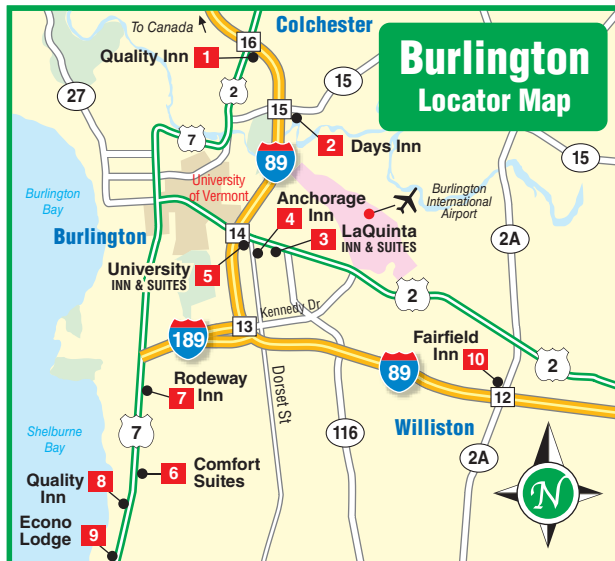 To Canada
Colchester
Burlington
Locator Map
16
Quality Inn 1
15
27
2
15
7
2 Days Inn
89
15
University
of Vermont
Anchorage
Inn
4
Burlington
International
Airport
Burlington
Bay
3 LaQuinta
INN & SUITES
Burlington
14
2A
University
INN & SUITES
5
2
Kennedy Dr
13
189
Fairfield
Inn 10
2
89
12
Rodeway
Inn
7
Dorset St
116
Williston
Shelburne
Bay
7
2A
Quality
Inn
8
6 Comfort
Suites
N
Econo
Lodge
9